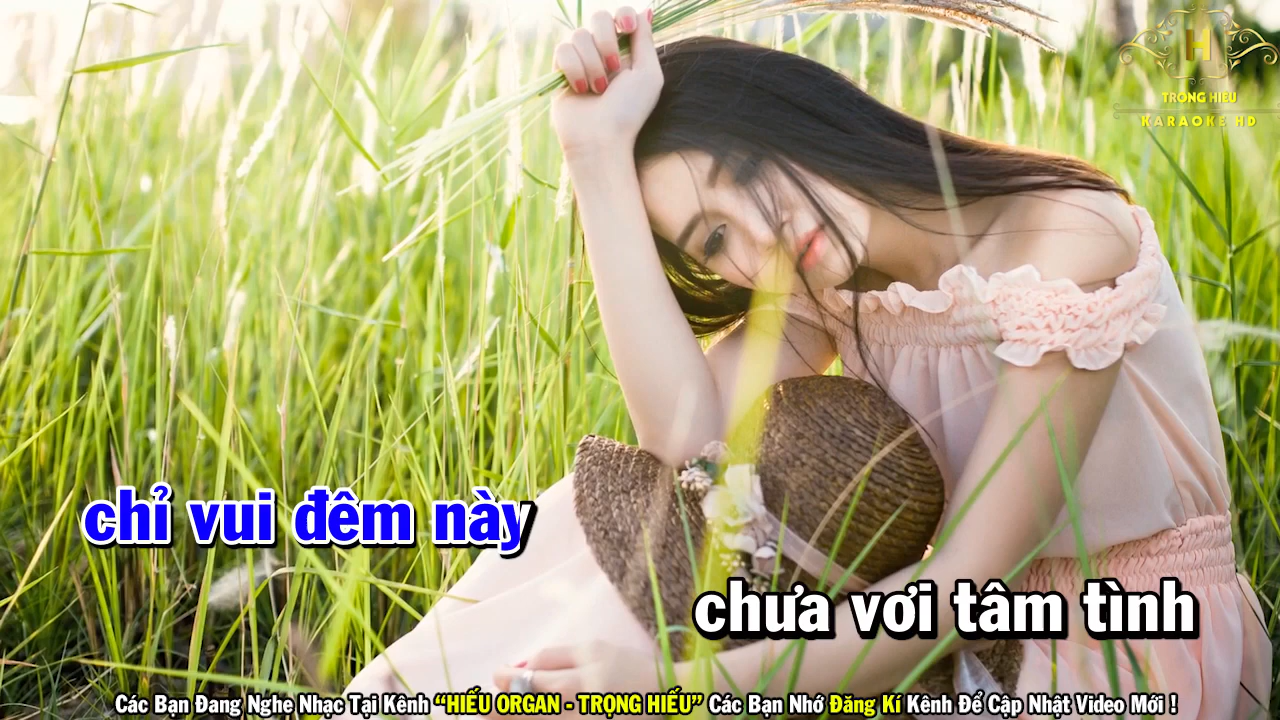 H
TRỌNG HIẾU
KARAOKE HD
chỉ vui đêm này
chưa vơi tâm tình
Các Bạn Đang Nghe Nhạc Tại Kênh “HIẾU ORGAN - TRỌNG HIẾU” Các Bạn Nhớ Đăng Kí Kênh Để Cập Nhật Video Mới !